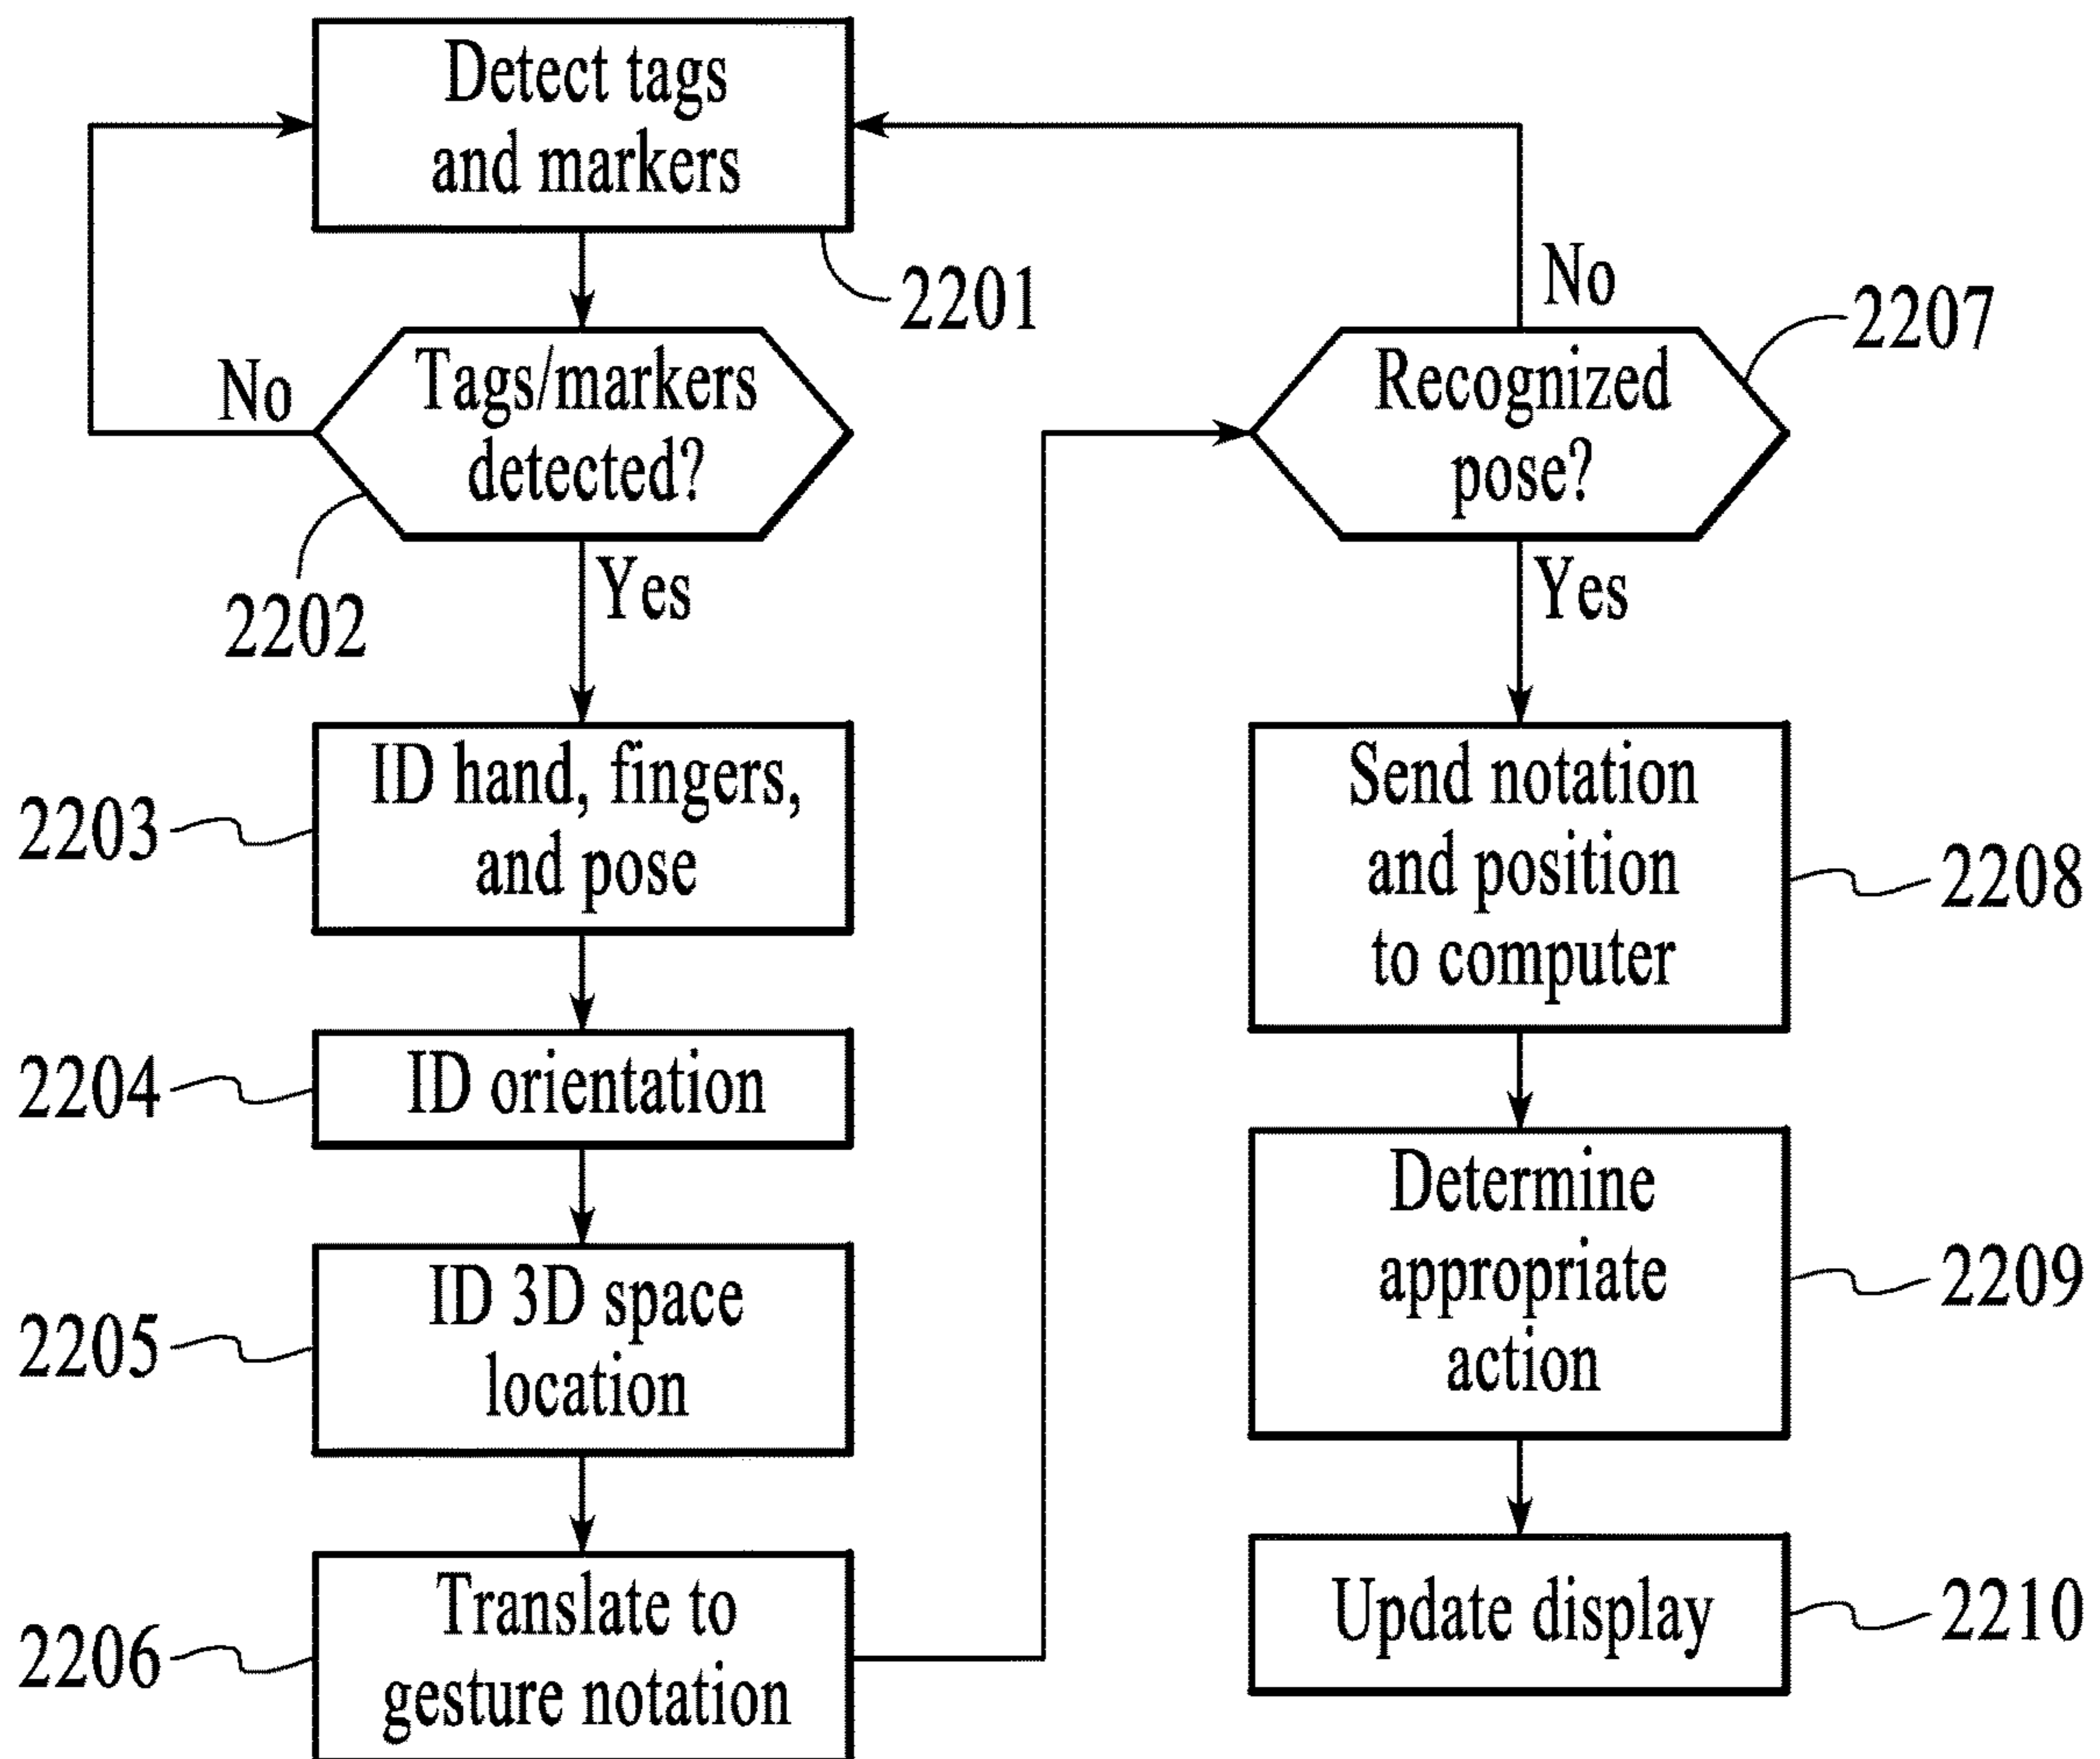 Detect tags
and markers
2201
Tags/markers
detected?
No
2202
Yes
ID hand, fingers,
and pose
2203
ID orientation
2204
ID 3D space
location
2205
Translate to
gesture notation
2206
Recognized
pose?
No
2207
Yes
Send notation
and position
to computer
2208
Determine
appropriate
action
2209
Update display
2210